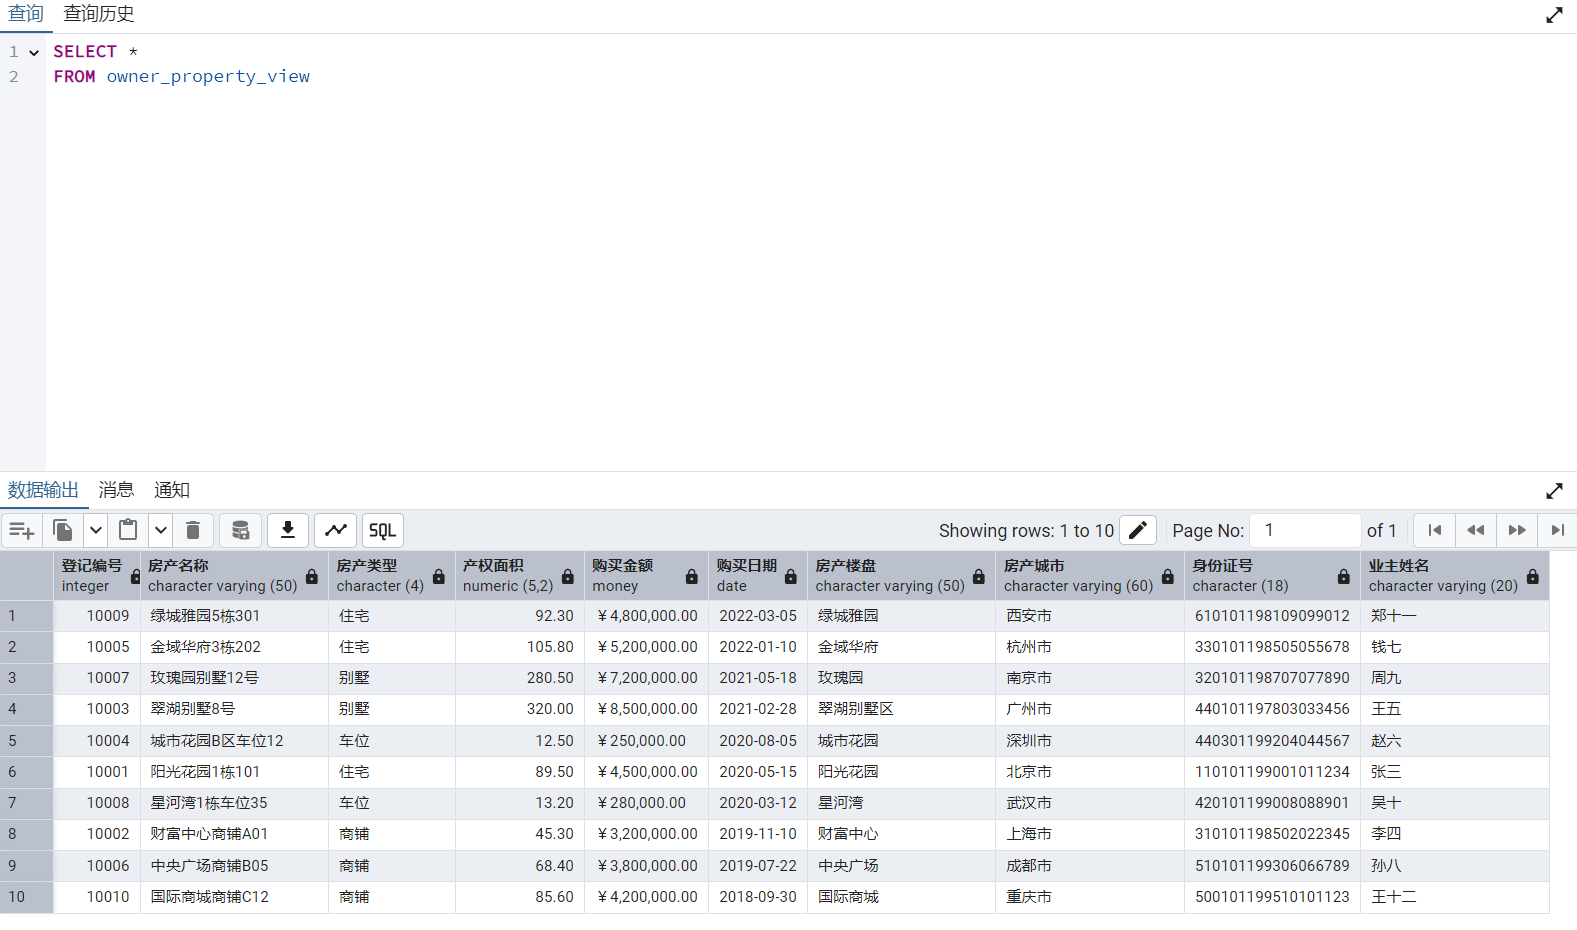 查询 查询历史
1 SELECT *
2 FROM owner_property_view
数据输出 消息 通知
SQL Showing rows: 1 to 10 Page No: 1 of 1
登记编号 房产名称 房产类型 产权面积 购买金额 购买日期 房产楼盘 房产城市 身份证号 业主姓名
integer character varying (50) character (4) numeric (5,2) money date character varying (50) character varying (60) character (18) character varying (20)
1 10009 绿城雅园5栋301 住宅 92.30 ¥4,800,000.00 2022-03-05 绿城雅园 西安市 610101198109099012 郑十一
2 10005 金域华府3栋202 住宅 105.80 ¥5,200,000.00 2022-01-10 金域华府 杭州市 330101198505055678 钱七
3 10007 玫瑰园别墅12号 别墅 280.50 ¥7,200,000.00 2021-05-18 玫瑰园 南京市 320101198707077890 周九
4 10003 翠湖别墅8号 别墅 320.00 ¥8,500,000.00 2021-02-28 翠湖别墅区 广州市 440101197803033456 王五
5 10004 城市花园B区车位12 车位 12.50 ¥250,000.00 2020-08-05 城市花园 深圳市 440301199204044567 赵六
6 10001 阳光花园1栋101 住宅 89.50 ¥4,500,000.00 2020-05-15 阳光花园 北京市 110101199001011234 张三
7 10008 星河湾1栋车位35 车位 13.20 ¥280,000.00 2020-03-12 星河湾 武汉市 420101199008088901 吴十
8 10002 财富中心商铺A01 商铺 45.30 ¥3,200,000.00 2019-11-10 财富中心 上海市 310101198502022345 李四
9 10006 中央广场商铺B05 商铺 68.40 ¥3,800,000.00 2019-07-22 中央广场 成都市 510101199306066789 孙八
10 10010 国际商城商铺C12 商铺 85.60 ¥4,200,000.00 2018-09-30 国际商城 重庆市 500101199510101123 王十二